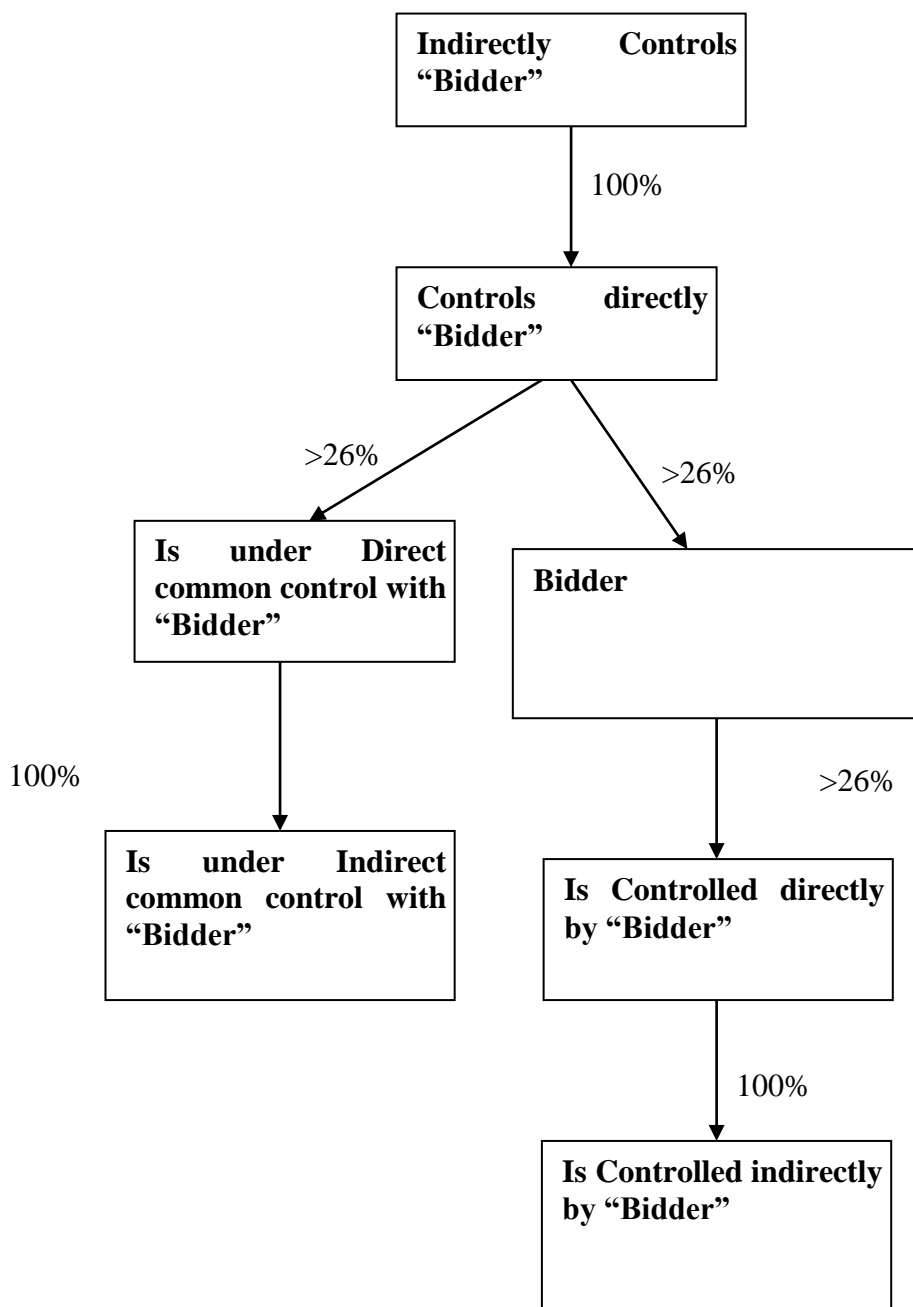 Indirectly Controls
“Bidder”
100%
Controls directly
“Bidder”
>26%
>26%
Is under Direct
common control with
“Bidder”
Bidder
100%
>26%
Is under Indirect
common control with
“Bidder”
Is Controlled directly
by “Bidder”
100%
Is Controlled indirectly
by “Bidder”